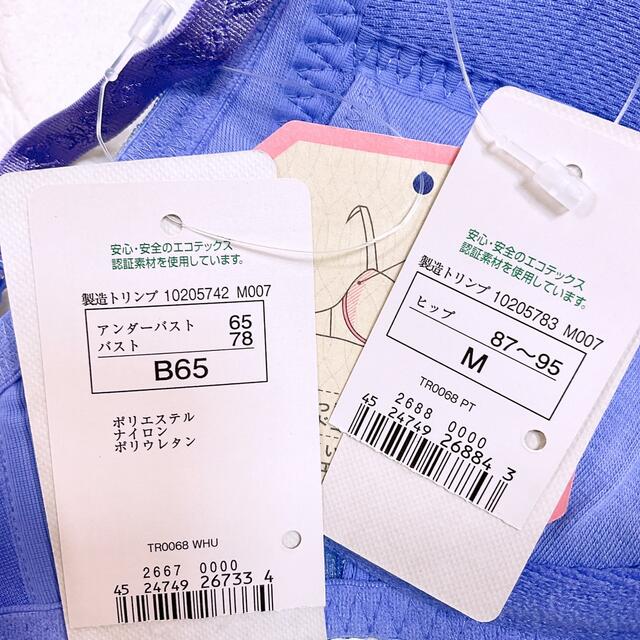 安心・安全のエコテックス
認証素材を使用しています。
製造トリンプ 10205742 M007
アンダーバスト 65
バスト 78
B65
ポリエステル
ナイロン
ポリウレタン
TR0068 WHU
2667 0000
45 24749 26733 4
安心・安全のエコテックス
認証素材を使用しています。
製造トリンプ 10205783 M007
ヒップ 87〜95
M
TR0068 PT
2688 0000
45 24749 26884 3